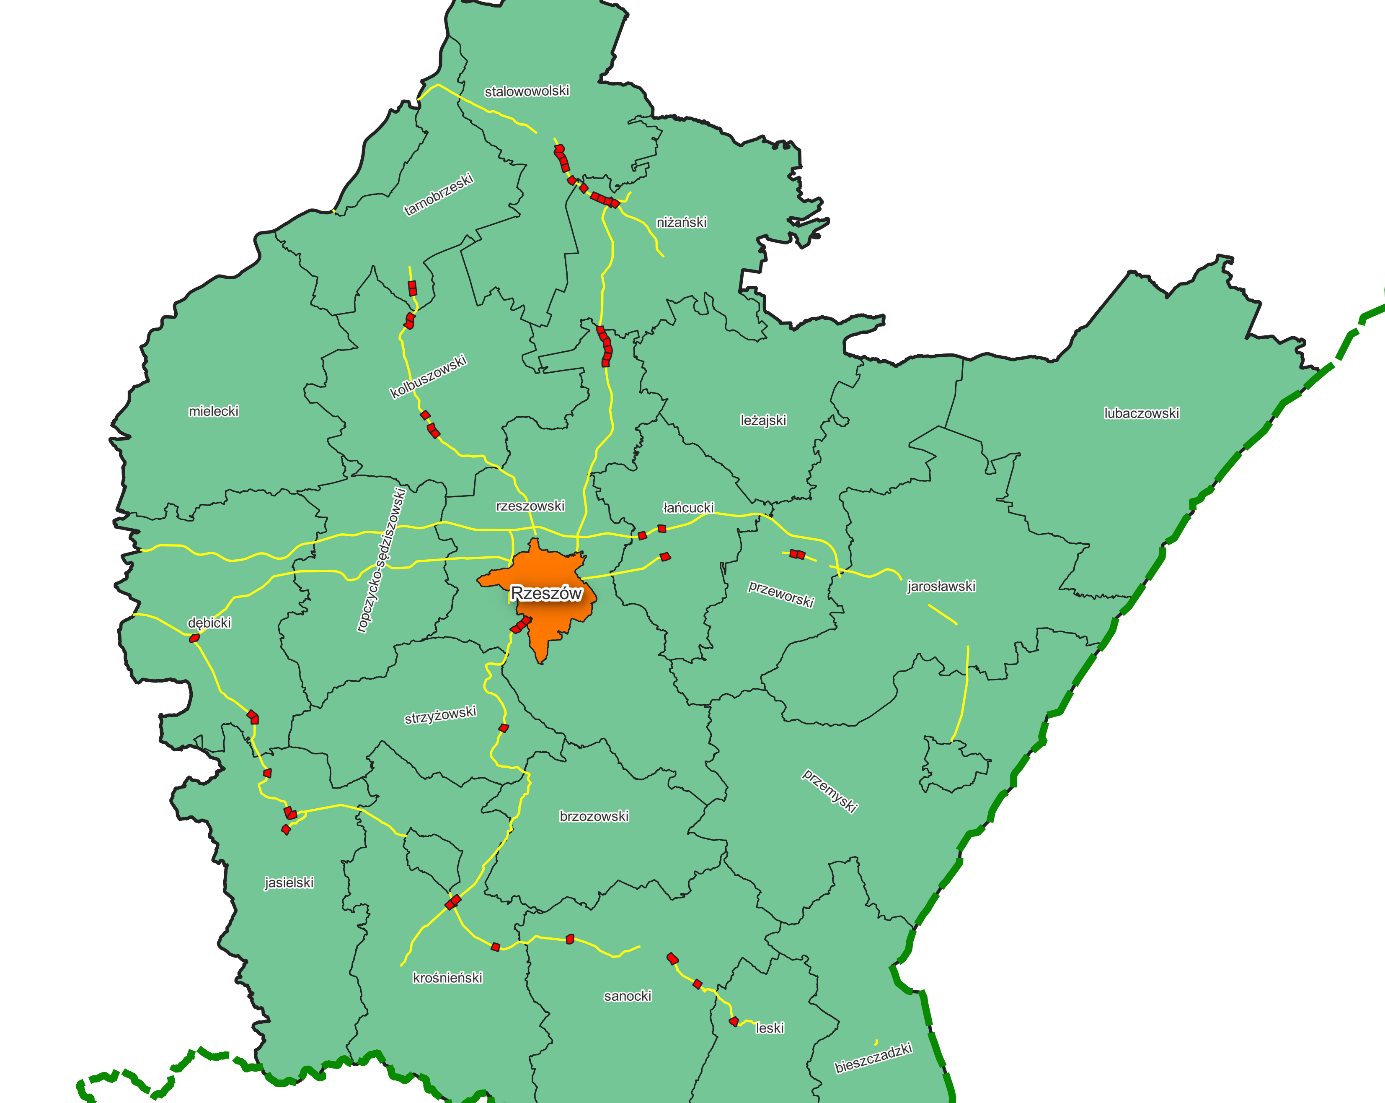 stalowowolski
tarnobrzeski
niżański
kolbuszowski
mielecki
leżajski
lubaczowski
ropczycko-sędziszowski
rzeszowski
łańcucki
przeworski
jarosławski
Rzeszów
dębicki
strzyżowski
przemyski
brzozowski
jasielski
krośnieński
sanocki
leski
bieszczadzki